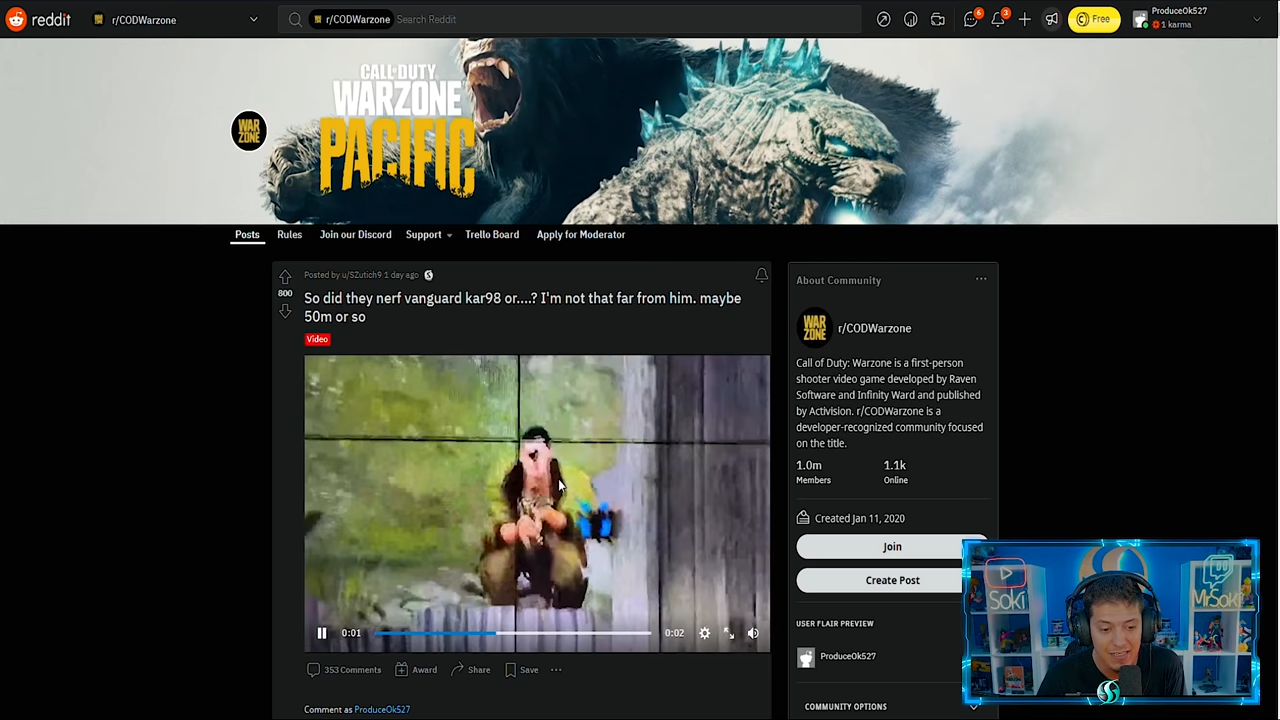 reddit
r/CODWarzone
r/CODWarzone
Search Reddit
6
3
Free
ProduceOk527
1 karma
CALL OF DUTY
WARZONE
PACIFIC
WAR
ZONE
Posts
Rules
Join our Discord
Support
Trello Board
Apply for Moderator
800
Posted by u/SZutich9 1 day ago
So did they nerf vanguard kar98 or....? I'm not that far from him. maybe
50m or so
Video
0:01
0:02
353 Comments
Award
Share
Save
Comment as ProduceOk527
About Community
WAR
ZONE
r/CODWarzone
Call of Duty: Warzone is a first-person
shooter video game developed by Raven
Software and Infinity Ward and published
by Activision. r/CODWarzone is a
developer-recognized community focused
on the title.
1.0m
1.1k
Members
Online
Created Jan 11, 2020
Join
Create Post
USER FLAIR PREVIEW
ProduceOk527
COMMUNITY OPTIONS
Soki
MrSoki